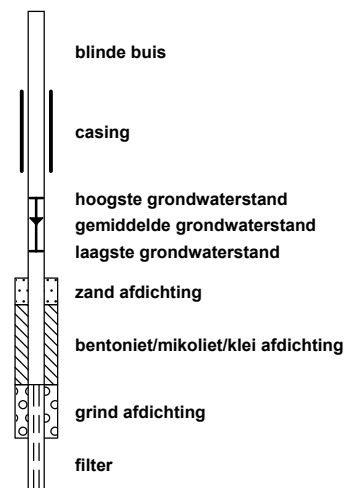 blinde buis
casing
hoogste grondwaterstand
gemiddelde grondwaterstand
laagste grondwaterstand
zand afdichting
bentoniet/mikoliet/klei afdichting
grind afdichting
filter